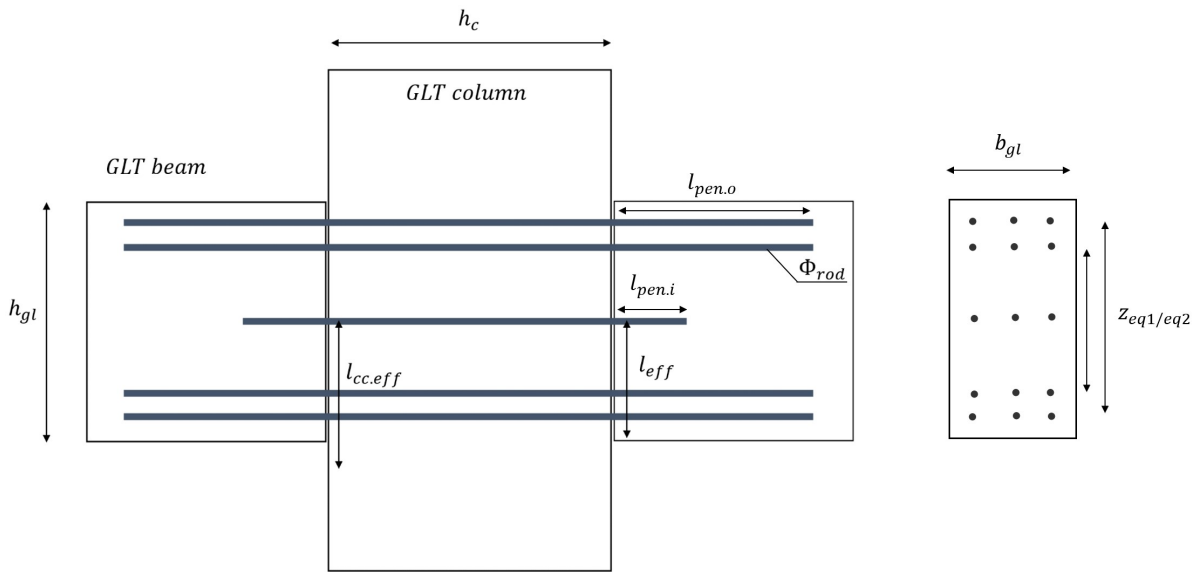 h_c
GLT column
b_gl
GLT beam
l_pen.o
Φ_rod
l_pen.i
h_gl
z_eq1/eq2
l_cc.eff
l_eff